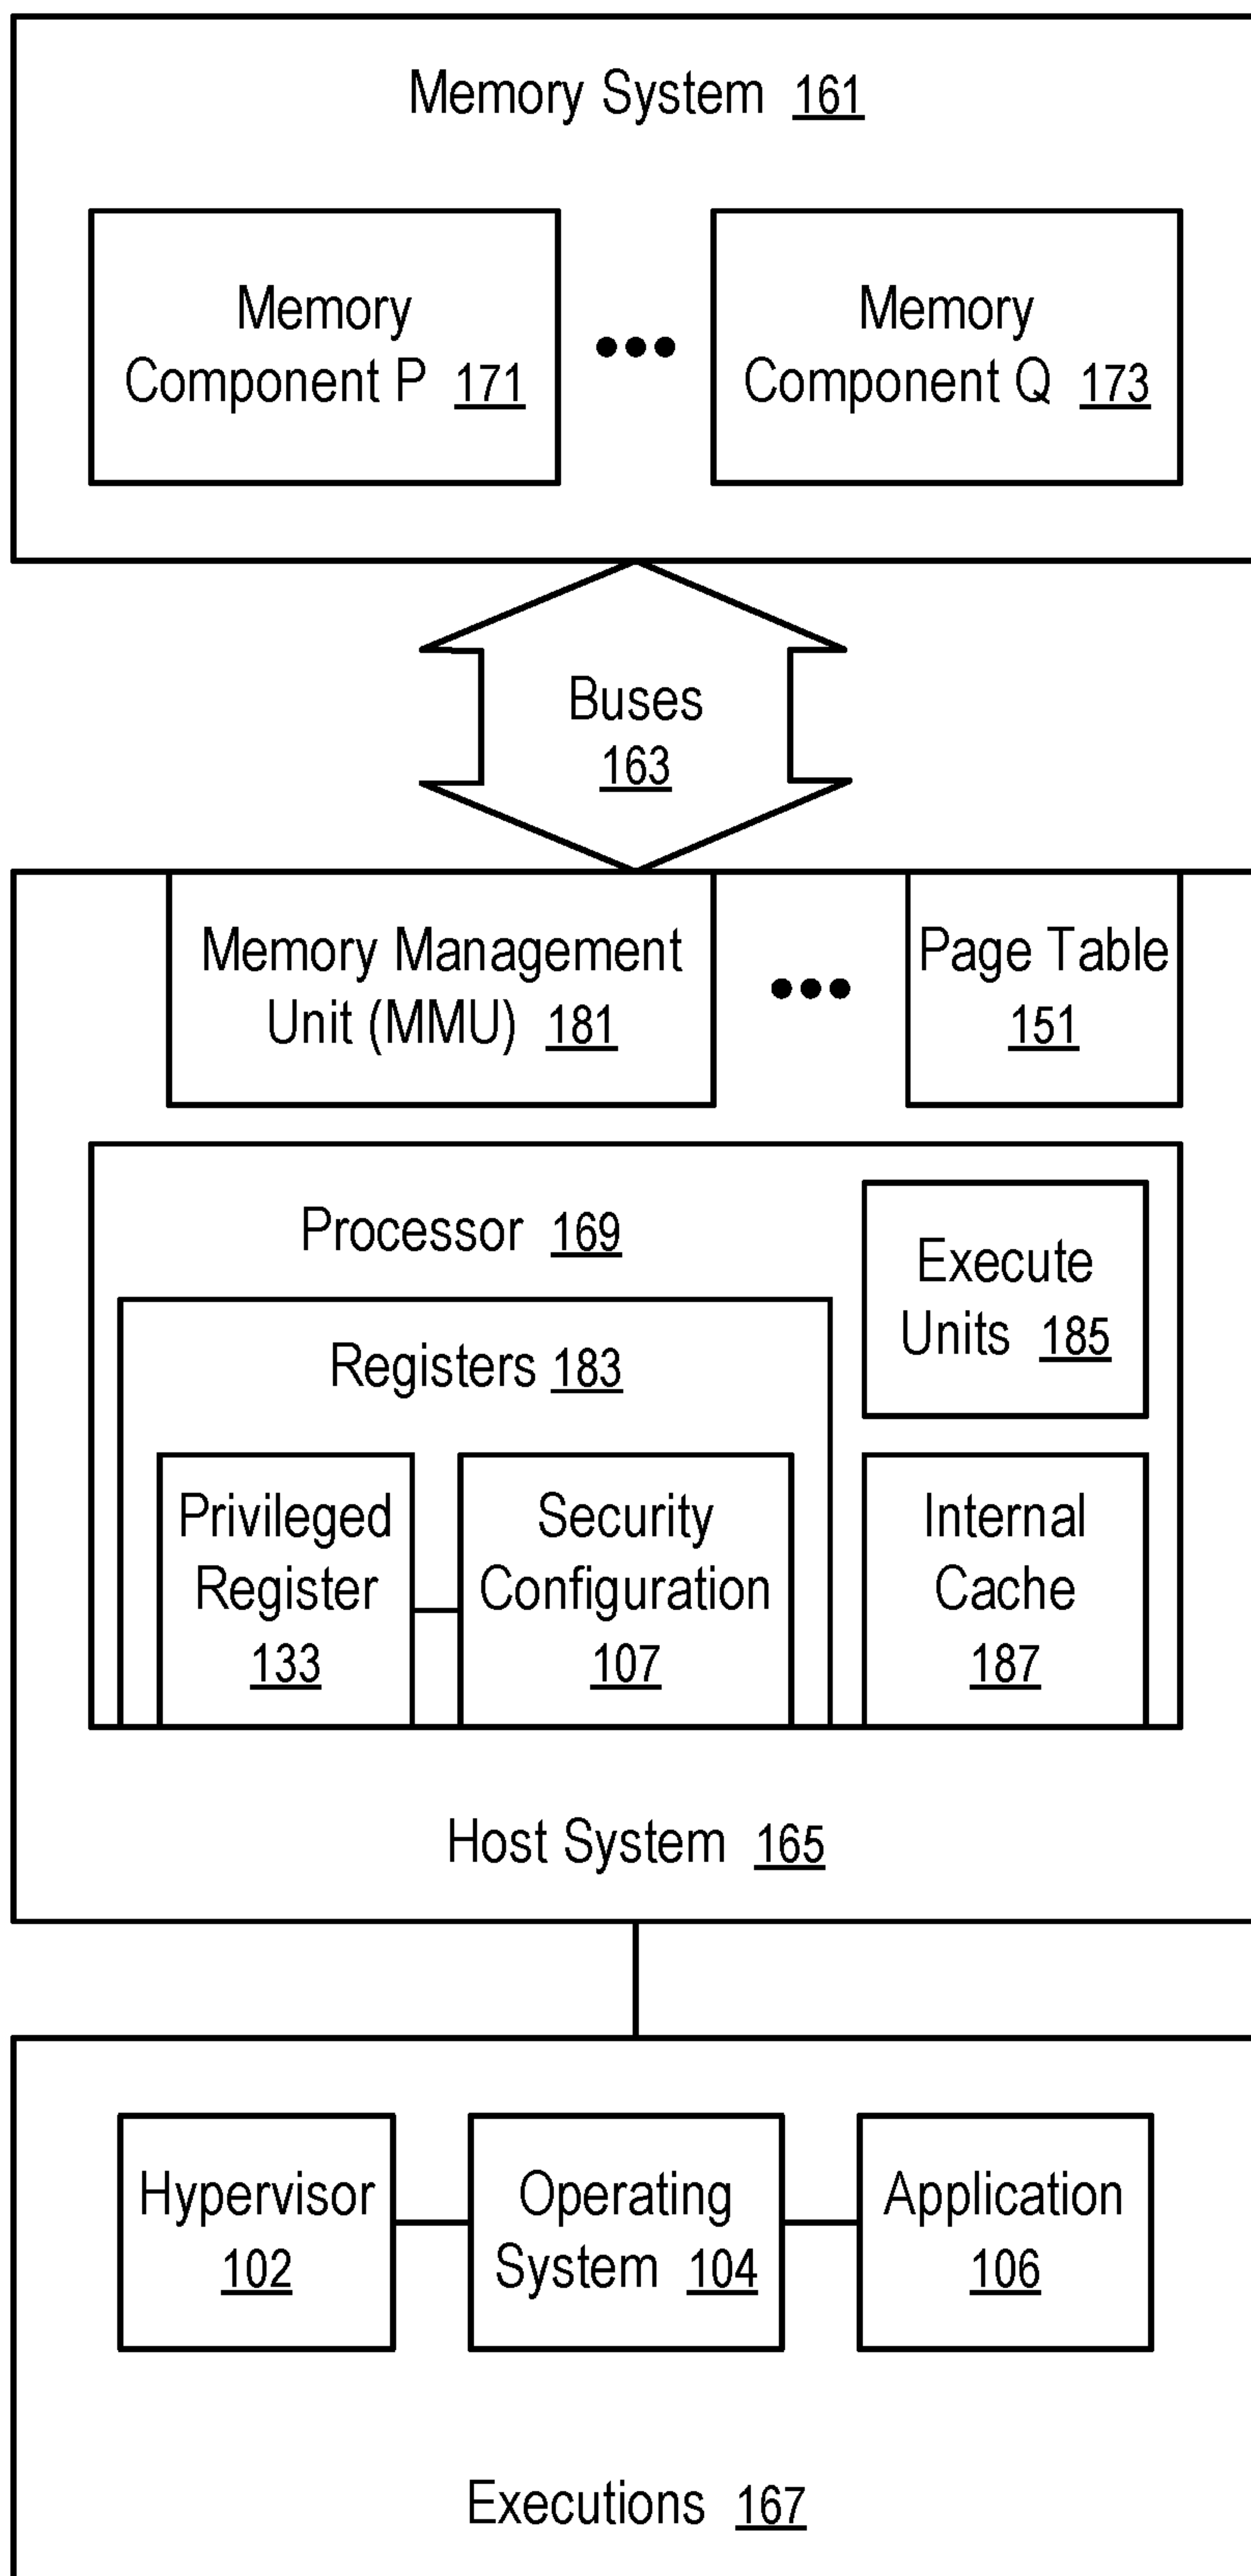 Memory System 161
Memory
Component P 171
Memory
Component Q 173
Buses
163
Memory Management
Unit (MMU) 181
Page Table
151
Processor 169
Execute
Units 185
Registers 183
Privileged
Register
133
Security
Configuration
107
Internal
Cache
187
Host System 165
Hypervisor
102
Operating
System 104
Application
106
Executions 167